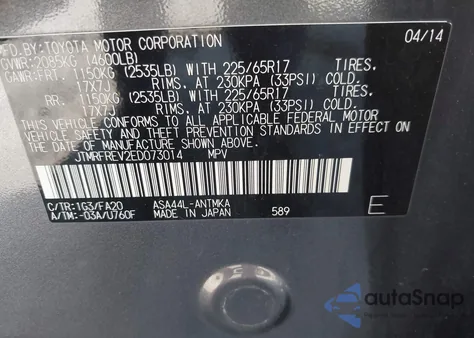 MFD. BY: TOYOTA MOTOR CORPORATION 04/14
GVWR: 2085KG (4600LB)
GAWR: FRT. 1150KG (2535LB) WITH 225/65R17 TIRES.
17X7J RIMS, AT 230KPA (33PSI) COLD.
RR. 1150KG (2535LB) WITH 225/65R17 TIRES.
17X7J RIMS, AT 230KPA (33PSI) COLD.
THIS VEHICLE CONFORMS TO ALL APPLICABLE FEDERAL MOTOR
VEHICLE SAFETY AND THEFT PREVENTION STANDARDS IN EFFECT
ON THE DATE OF MANUFACTURE SHOWN ABOVE.
JTMRFREV2ED073014 MPV
C/TR: 1G3/FA20 ASA44L-ANTMKA
A/TM: -03A/U760F MADE IN JAPAN 589 E
autoSnap